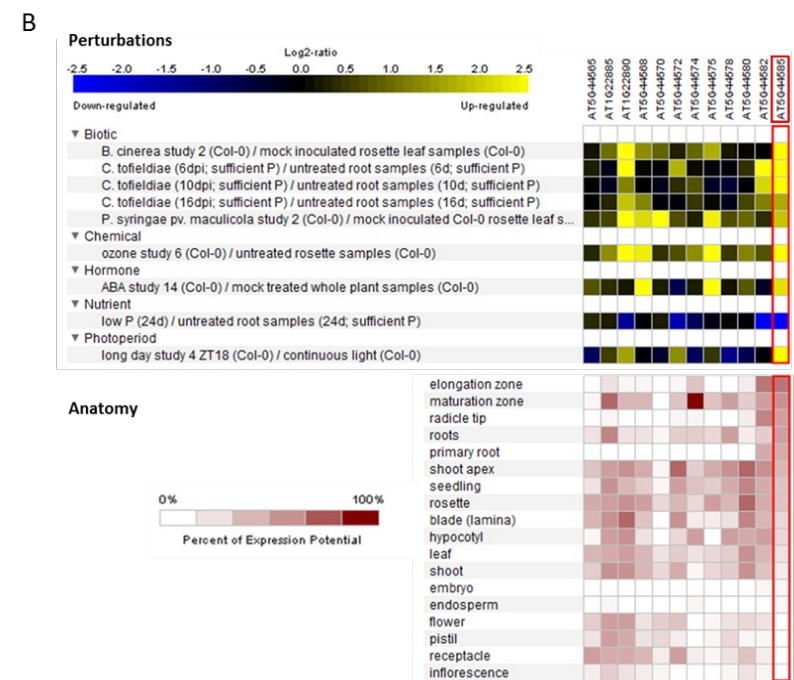 B
Perturbations
Log2-ratio
-2.5 -2.0 -1.5 -1.0 -0.5 0.0 0.5 1.0 1.5 2.0 2.5
Down-regulated Up-regulated
AT5G44565 AT1G22885 AT1G22890 AT5G44568 AT5G44570 AT5G44572 AT5G44574 AT5G44575 AT5G44578 AT5G44580 AT5G44582 AT5G44585
▼ Biotic
B. cinerea study 2 (Col-0) / mock inoculated rosette leaf samples (Col-0)
C. tofieldiae (6dpi; sufficient P) / untreated root samples (6d; sufficient P)
C. tofieldiae (10dpi; sufficient P) / untreated root samples (10d; sufficient P)
C. tofieldiae (16dpi; sufficient P) / untreated root samples (16d; sufficient P)
P. syringae pv. maculicola study 2 (Col-0) / mock inoculated Col-0 rosette leaf s...
▼ Chemical
ozone study 6 (Col-0) / untreated rosette samples (Col-0)
▼ Hormone
ABA study 14 (Col-0) / mock treated whole plant samples (Col-0)
▼ Nutrient
low P (24d) / untreated root samples (24d; sufficient P)
▼ Photoperiod
long day study 4 ZT18 (Col-0) / continuous light (Col-0)
Anatomy
0% 100%
Percent of Expression Potential
elongation zone
maturation zone
radicle tip
roots
primary root
shoot apex
seedling
rosette
blade (lamina)
hypocotyl
leaf
shoot
embryo
endosperm
flower
pistil
receptacle
inflorescence